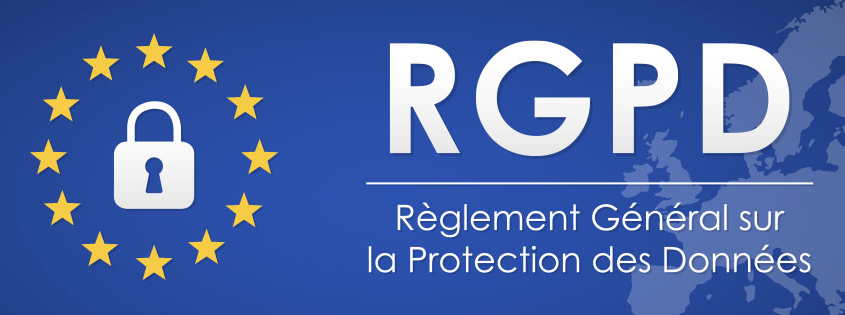 RGPD
Règlement Général sur
la Protection des Données